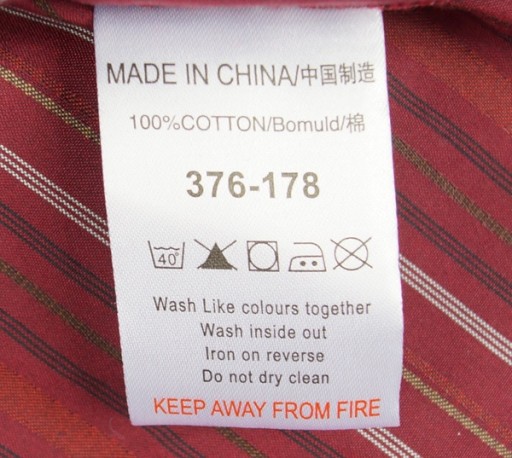 MADE IN CHINA/中国制造
100%COTTON/Bomuld/棉
376-178
40°
Wash Like colours together
Wash inside out
Iron on reverse
Do not dry clean
KEEP AWAY FROM FIRE